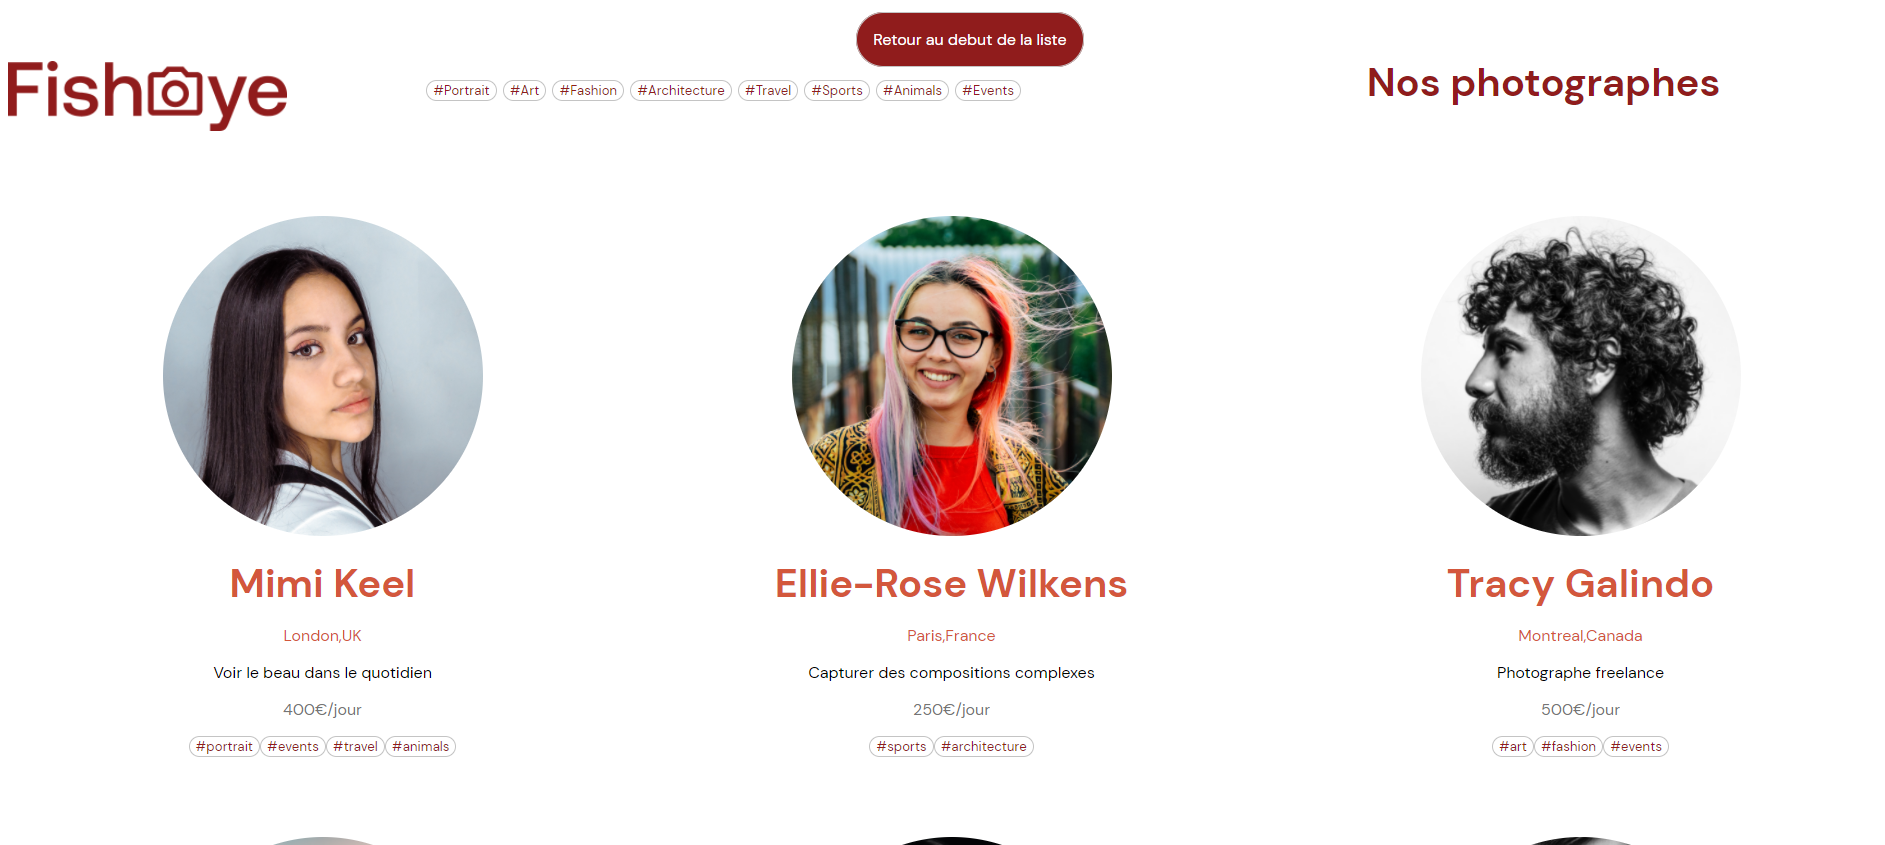 Retour au debut de la liste
Fisheye
#Portrait #Art #Fashion #Architecture #Travel #Sports #Animals #Events
Nos photographes
Mimi Keel
London,UK
Voir le beau dans le quotidien
400€/jour
#portrait #events #travel #animals
Ellie-Rose Wilkens
Paris,France
Capturer des compositions complexes
250€/jour
#sports #architecture
Tracy Galindo
Montreal,Canada
Photographe freelance
500€/jour
#art #fashion #events